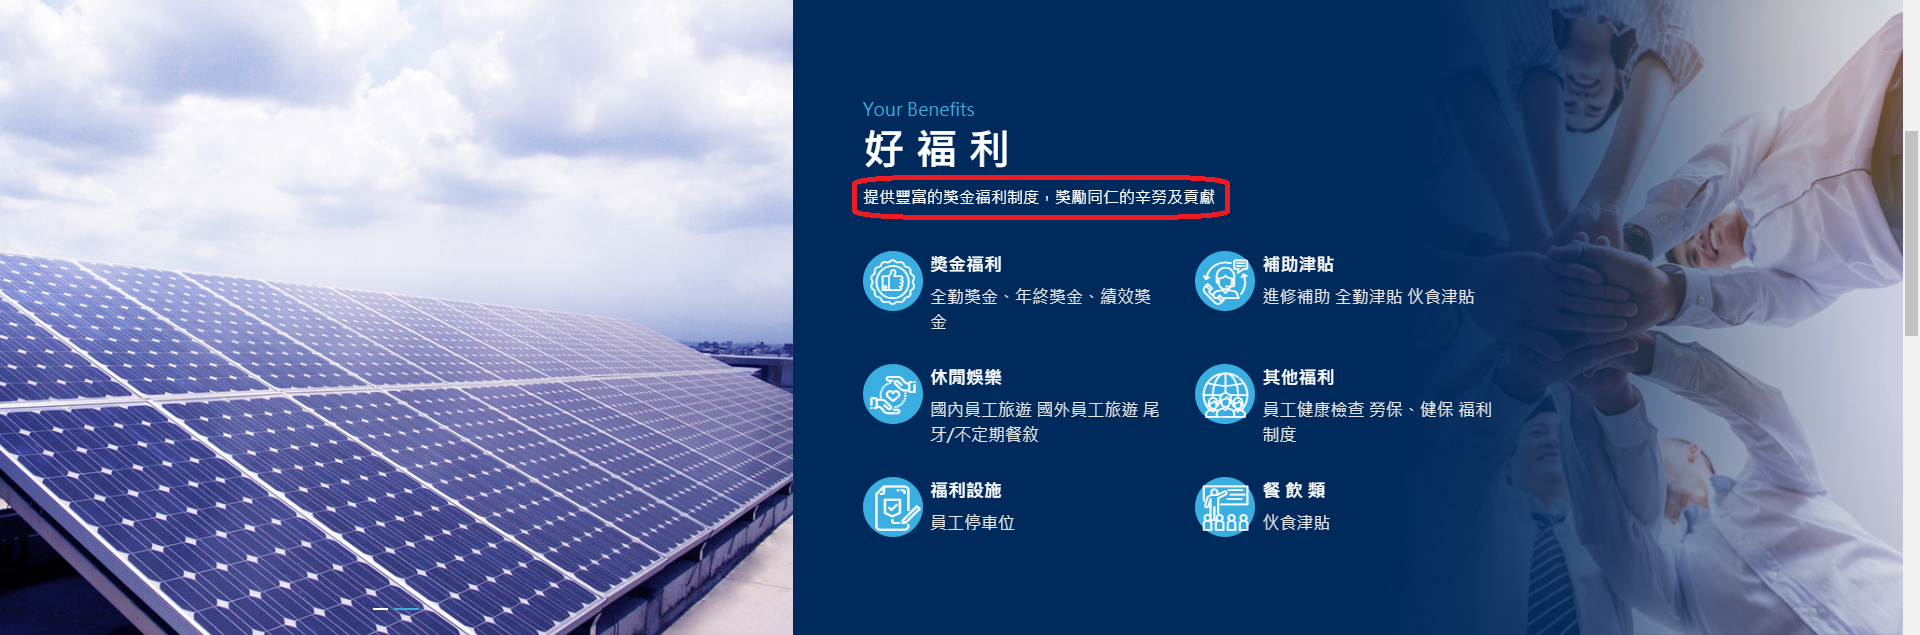 Your Benefits
好福利
提供豐富的獎金福利制度，獎勵同仁的辛勞及貢獻
獎金福利
全勤獎金、年終獎金、績效獎
金
補助津貼
進修補助 全勤津貼 伙食津貼
休閒娛樂
國內員工旅遊 國外員工旅遊 尾
牙/不定期餐敘
其他福利
員工健康檢查 勞保、健保 福利
制度
福利設施
員工停車位
餐 飲 類
伙食津貼